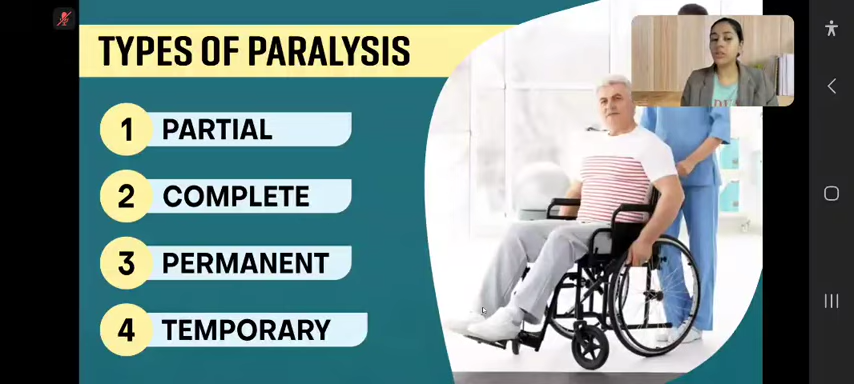 TYPES OF PARALYSIS
1 PARTIAL
2 COMPLETE
3 PERMANENT
4 TEMPORARY